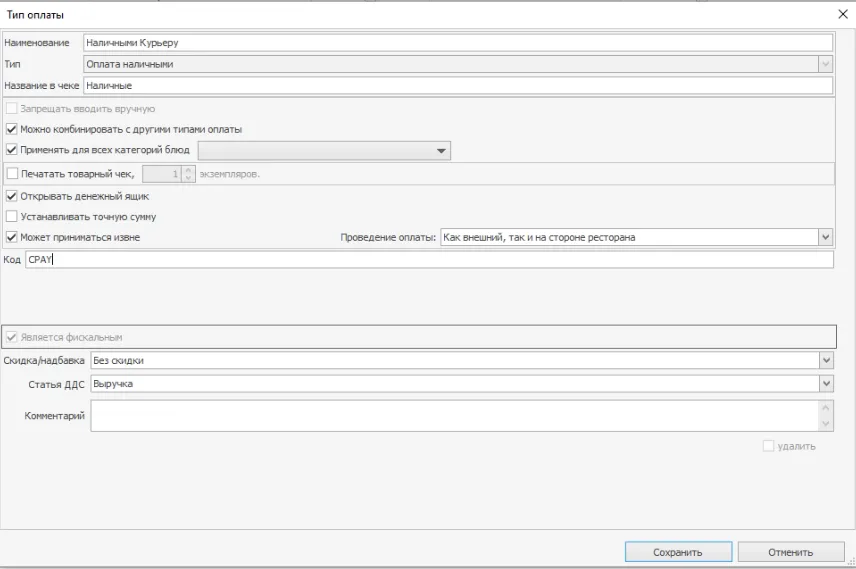 Тип оплаты
Наименование Наличными Курьеру
Тип Оплата наличными
Название в чеке Наличные
Запрещать вводить вручную
Можно комбинировать с другими типами оплаты
Применять для всех категорий блюд
Печатать товарный чек, 1 экземпляров.
Открывать денежный ящик
Устанавливать точную сумму
Может приниматься извне Проведение оплаты: Как внешний, так и на стороне ресторана
Код CPAY
Является фискальным
Скидка/надбавка Без скидки
Статья ДДС Выручка
Комментарий
удалить
Сохранить Отменить